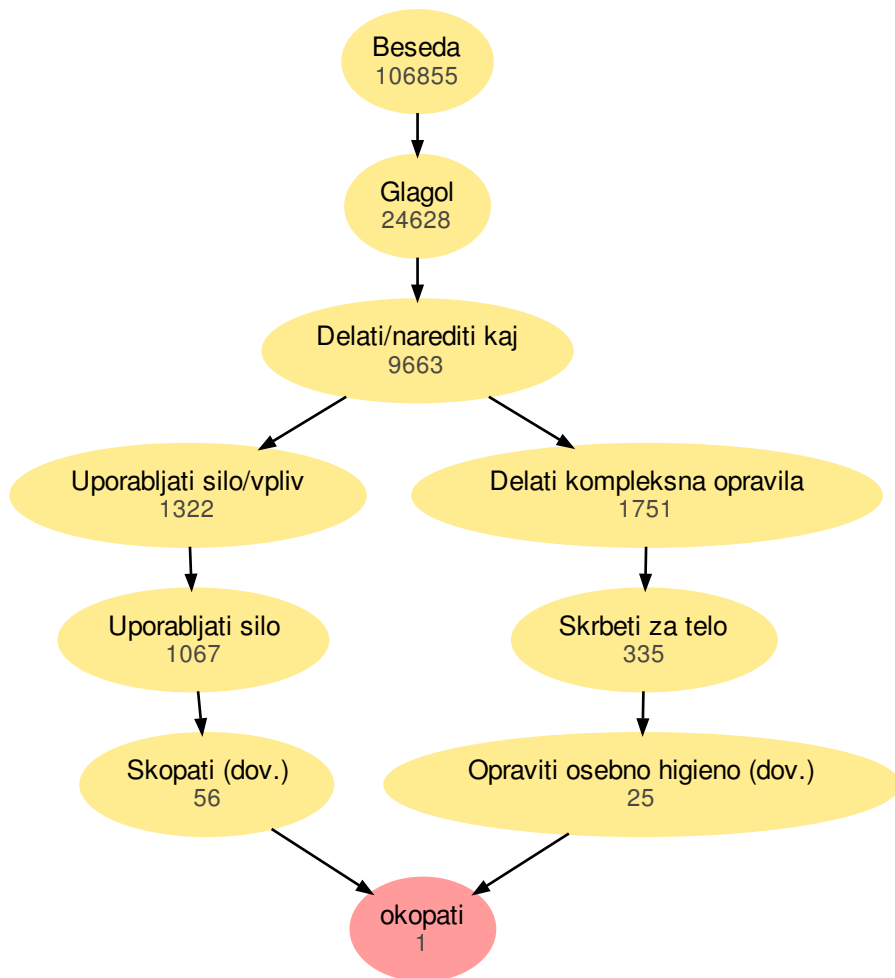 Beseda
106855
Glagol
24628
Delati/narediti kaj
9663
Uporabljati silo/vpliv
1322
Delati kompleksna opravila
1751
Uporabljati silo
1067
Skrbeti za telo
335
Skopati (dov.)
56
Opraviti osebno higieno (dov.)
25
okopati
1